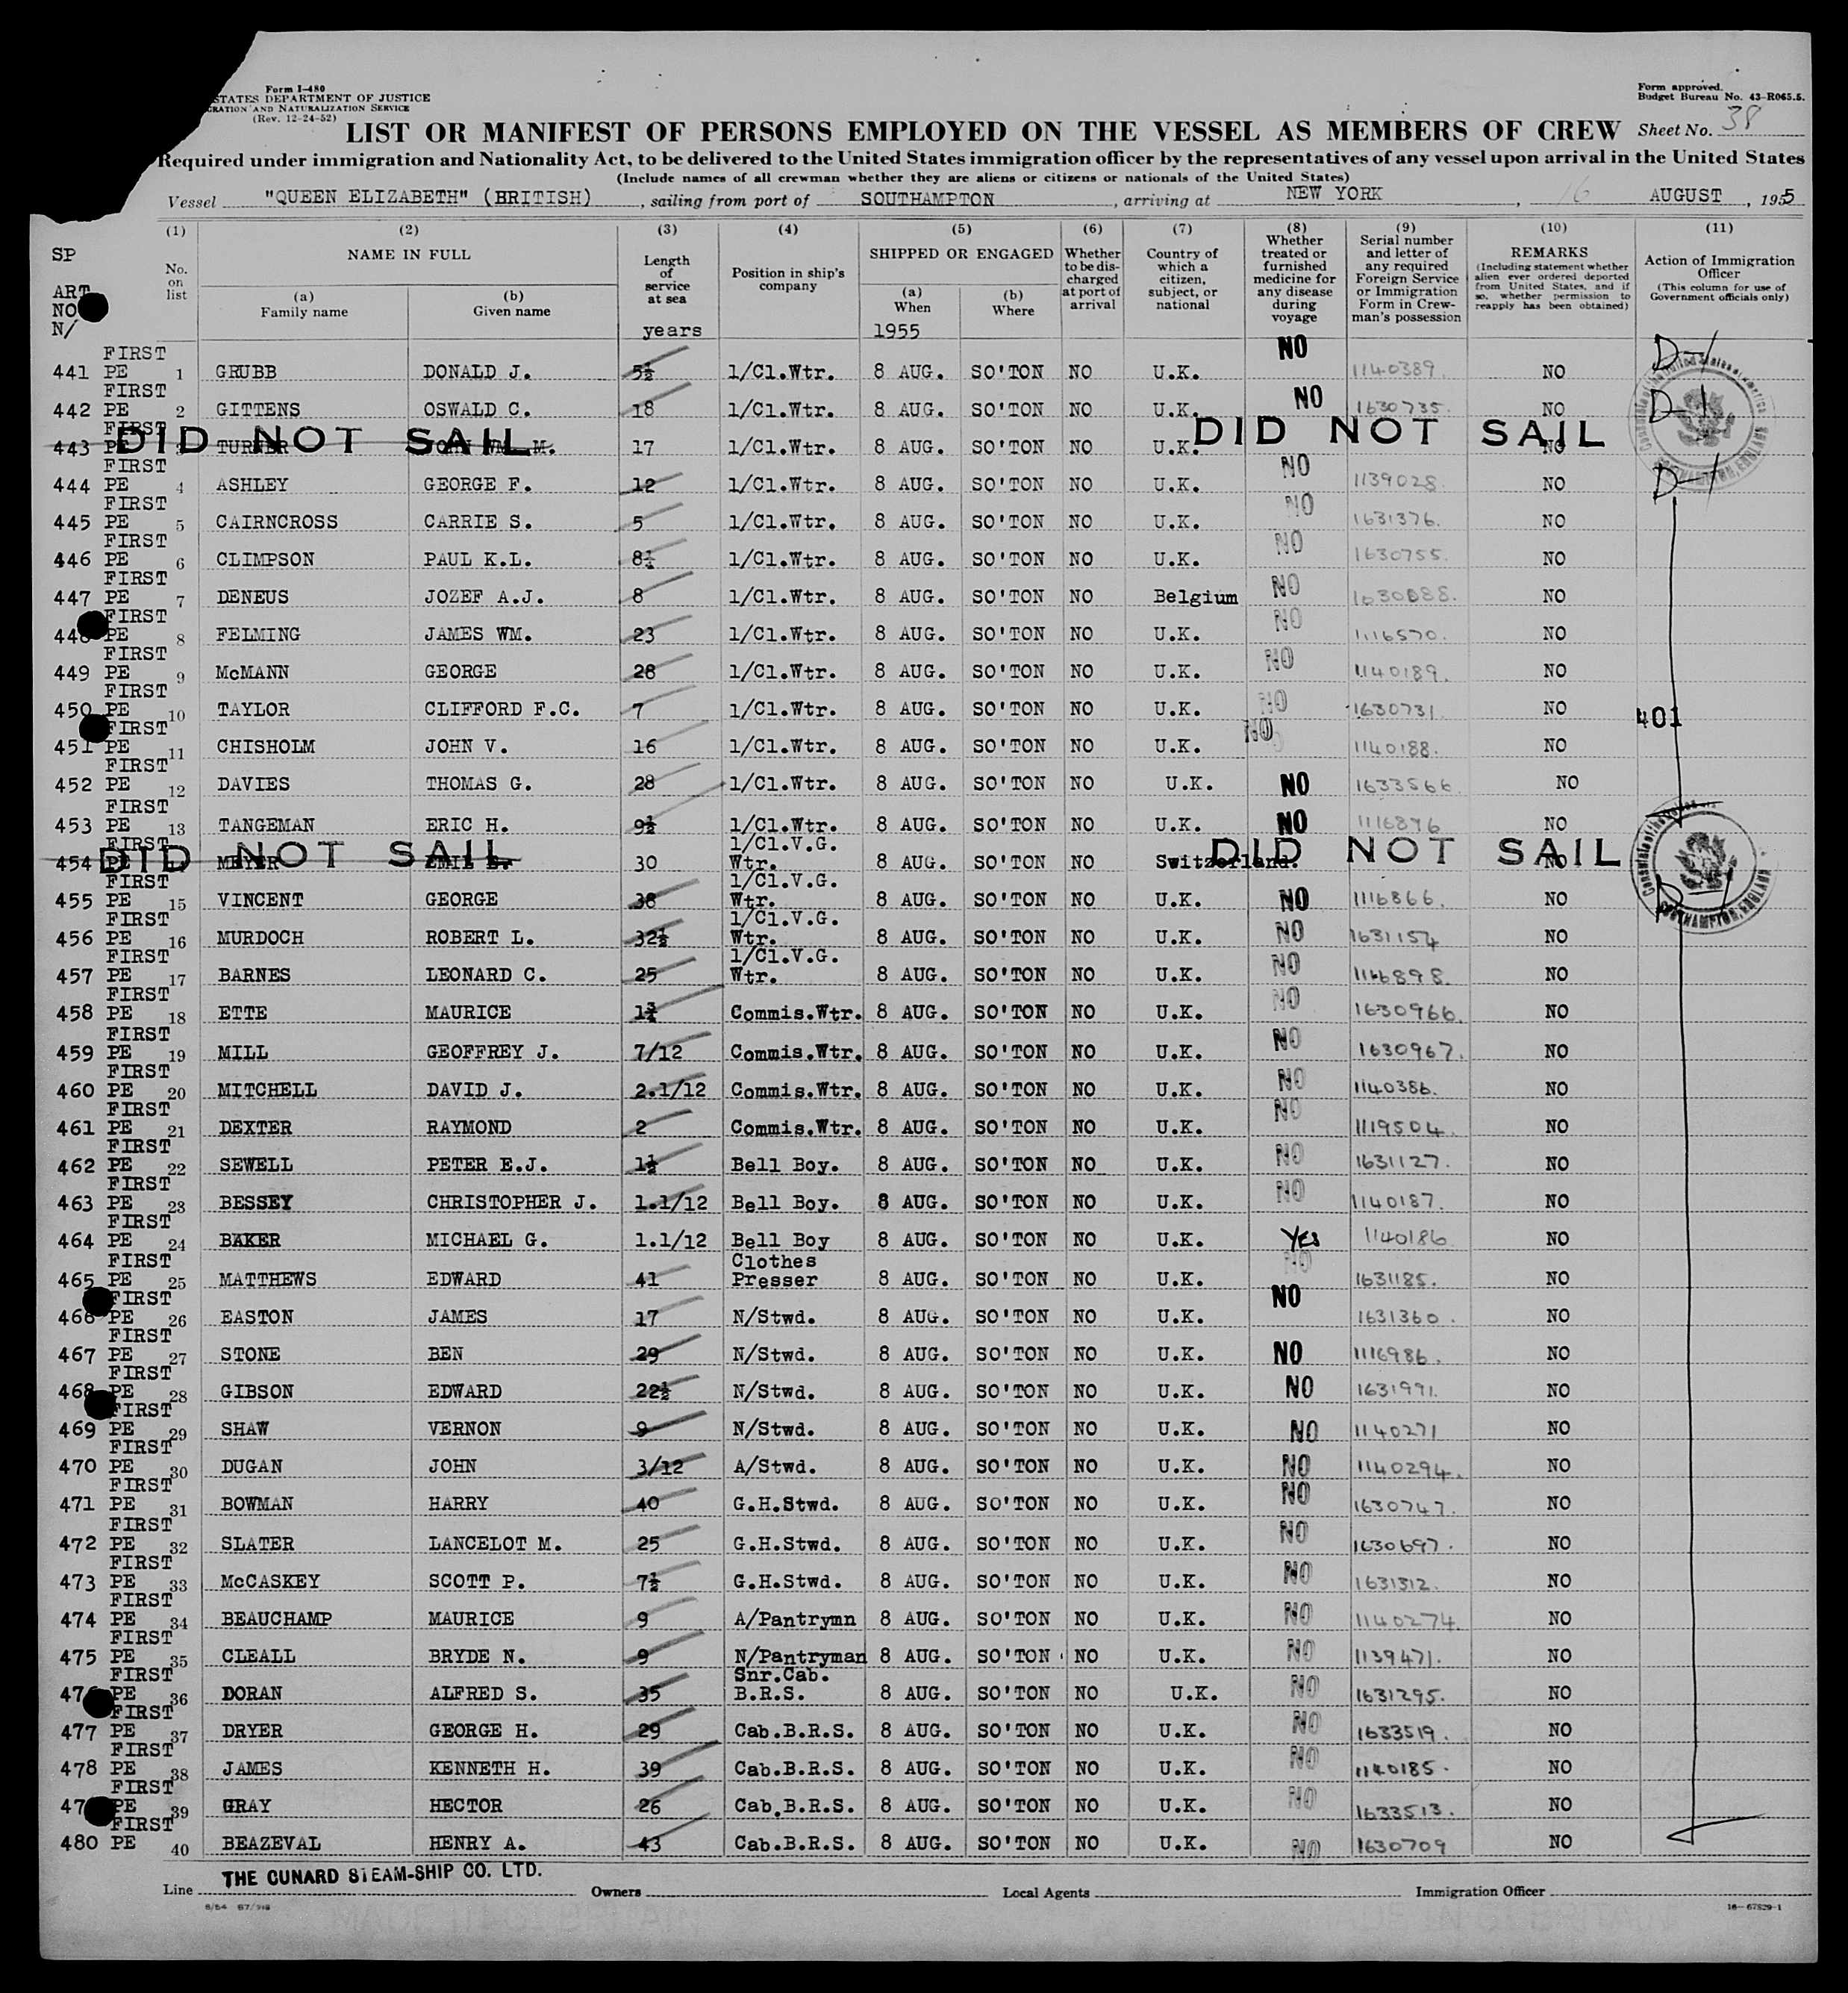 Form I-480
STATES DEPARTMENT OF JUSTICE
GRATION AND NATURALIZATION SERVICE
(Rev. 12-24-52)
Form approved.
Budget Bureau No. 43-R065.5.
LIST OR MANIFEST OF PERSONS EMPLOYED ON THE VESSEL AS MEMBERS OF CREW Sheet No. 38
Required under immigration and Nationality Act, to be delivered to the United States immigration officer by the representatives of any vessel upon arrival in the United States
(Include names of all crewman whether they are aliens or citizens or nationals of the United States)
Vessel "QUEEN ELIZABETH" (BRITISH), sailing from port of SOUTHAMPTON, arriving at NEW YORK, 16 AUGUST, 1955
SP ART NO N/
(1) No. on list
(2) NAME IN FULL (a) Family name (b) Given name
(3) Length of service at sea years
(4) Position in ship's company
(5) SHIPPED OR ENGAGED (a) When 1955 (b) Where
(6) Whether to be discharged at port of arrival
(7) Country of which a citizen, subject, or national
(8) Whether treated or furnished medicine for any disease during voyage
(9) Serial number and letter of any required Foreign Service or Immigration Form in Crewman's possession
(10) REMARKS (Including statement whether alien ever ordered deported from United States, and if so, whether permission to reapply has been obtained)
(11) Action of Immigration Officer (This column for use of Government officials only)
441 FIRST PE 1 GRUBB DONALD J. 5½ 1/Cl.Wtr. 8 AUG. SO'TON NO U.K. NO 1140389 NO D-1
442 FIRST PE 2 GITTENS OSWALD C. 18 1/Cl.Wtr. 8 AUG. SO'TON NO U.K. NO 1630735 NO D-1
443 FIRST PE 3 TURNER JOHN WM. M. 17 1/Cl.Wtr. 8 AUG. SO'TON NO U.K. NO DID NOT SAIL DID NOT SAIL
444 FIRST PE 4 ASHLEY GEORGE F. 12 1/Cl.Wtr. 8 AUG. SO'TON NO U.K. NO 1139028 NO D-1
445 FIRST PE 5 CAIRNCROSS CARRIE S. 5 1/Cl.Wtr. 8 AUG. SO'TON NO U.K. NO 1631376. NO
446 FIRST PE 6 CLIMPSON PAUL K.L. 8½ 1/Cl.Wtr. 8 AUG. SO'TON NO U.K. NO 1630755. NO
447 FIRST PE 7 DENEUS JOZEF A.J. 8 1/Cl.Wtr. 8 AUG. SO'TON NO Belgium NO NO
448 FIRST PE 8 FELMING JAMES WM. 23 1/Cl.Wtr. 8 AUG. SO'TON NO U.K. NO 1116570. NO
449 FIRST PE 9 McMANN GEORGE 28 1/Cl.Wtr. 8 AUG. SO'TON NO U.K. NO 1140189. NO
450 FIRST PE 10 TAYLOR CLIFFORD F.C. 7 1/Cl.Wtr. 8 AUG. SO'TON NO U.K. NO 1630731. NO 401
451 FIRST PE 11 CHISHOLM JOHN V. 16 1/Cl.Wtr. 8 AUG. SO'TON NO U.K. NO 1140188. NO
452 FIRST PE 12 DAVIES THOMAS G. 28 1/Cl.Wtr. 8 AUG. SO'TON NO U.K. NO 1633566 NO
453 FIRST PE 13 TANGEMAN ERIC H. 9½ 1/Cl.Wtr. 8 AUG. SO'TON NO U.K. NO 1116876 NO
454 FIRST PE MEYER EMIL 30 1/Cl.V.G. Wtr. 8 AUG. SO'TON NO Switzerland. NO DID NOT SAIL DID NOT SAIL
455 FIRST PE 15 VINCENT GEORGE 38 1/Cl.V.G. Wtr. 8 AUG. SO'TON NO U.K. NO 1116866. NO D-1
456 FIRST PE 16 MURDOCH ROBERT L. 32½ 1/Cl.V.G. Wtr. 8 AUG. SO'TON NO U.K. NO 1631154 NO
457 FIRST PE 17 BARNES LEONARD C. 25 1/Cl.V.G. Wtr. 8 AUG. SO'TON NO U.K. NO 1116898. NO
458 FIRST PE 18 ETTE MAURICE 1¾ Commis.Wtr. 8 AUG. SO'TON NO U.K. NO 1630966. NO
459 FIRST PE 19 MILL GEOFFREY J. 7/12 Commis.Wtr. 8 AUG. SO'TON NO U.K. NO 1630967. NO
460 FIRST PE 20 MITCHELL DAVID J. 2.1/12 Commis.Wtr. 8 AUG. SO'TON NO U.K. NO 1140386. NO
461 FIRST PE 21 DEXTER RAYMOND 2 Commis.Wtr. 8 AUG. SO'TON NO U.K. NO 1119504. NO
462 FIRST PE 22 SEWELL PETER E.J. 1½ Bell Boy. 8 AUG. SO'TON NO U.K. NO 1631127. NO
463 FIRST PE 23 BESSEY CHRISTOPHER J. 1.1/12 Bell Boy. 8 AUG. SO'TON NO U.K. NO 1140187. NO
464 FIRST PE 24 BAKER MICHAEL G. 1.1/12 Bell Boy 8 AUG. SO'TON NO U.K. YES 1140186 NO
465 FIRST PE 25 MATTHEWS EDWARD 41 Clothes Presser 8 AUG. SO'TON NO U.K. NO 1631185. NO
466 FIRST PE 26 EASTON JAMES 17 N/Stwd. 8 AUG. SO'TON NO U.K. NO 1631360. NO
467 FIRST PE 27 STONE BEN 29 N/Stwd. 8 AUG. SO'TON NO U.K. NO 1116986. NO
468 FIRST PE 28 GIBSON EDWARD 22½ N/Stwd. 8 AUG. SO'TON NO U.K. NO 1631991. NO
469 FIRST PE 29 SHAW VERNON 9 N/Stwd. 8 AUG. SO'TON NO U.K. NO 1140271 NO
470 FIRST PE 30 DUGAN JOHN 3/12 A/Stwd. 8 AUG. SO'TON NO U.K. NO 1140294. NO
471 FIRST PE 31 BOWMAN HARRY 40 G.H.Stwd. 8 AUG. SO'TON NO U.K. NO 1630747. NO
472 FIRST PE 32 SLATER LANCELOT M. 25 G.H.Stwd. 8 AUG. SO'TON NO U.K. NO 1630697. NO
473 FIRST PE 33 McCASKEY SCOTT P. 7½ G.H.Stwd. 8 AUG. SO'TON NO U.K. NO 1631312. NO
474 FIRST PE 34 BEAUCHAMP MAURICE 9 A/Pantrymn 8 AUG. SO'TON NO U.K. NO 1140274. NO
475 FIRST PE 35 CLEALL BRYDE N. 9 N/Pantryman 8 AUG. SO'TON NO U.K. NO 1139471. NO
476 FIRST PE 36 DORAN ALFRED S. 35 Snr.Cab. B.R.S. 8 AUG. SO'TON NO U.K. NO 1631295. NO
477 FIRST PE 37 DRYER GEORGE H. 29 Cab.B.R.S. 8 AUG. SO'TON NO U.K. NO 1633519. NO
478 FIRST PE 38 JAMES KENNETH H. 39 Cab.B.R.S. 8 AUG. SO'TON NO U.K. NO 1140185. NO
47 FIRST PE 39 GRAY HECTOR 26 Cab.B.R.S. 8 AUG. SO'TON NO U.K. NO 1633513. NO
480 FIRST PE 40 BEAZEVAL HENRY A. 43 Cab.B.R.S. 8 AUG. SO'TON NO U.K. NO 1630709 NO
Line THE CUNARD STEAM-SHIP CO. LTD. Owners Local Agents Immigration Officer
16—67829-1